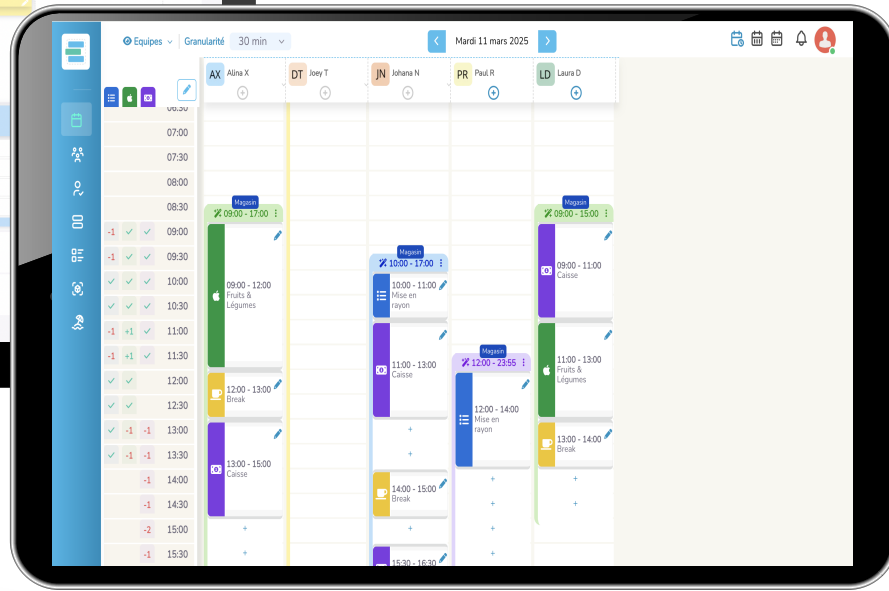 Equipes
Granularité 30 min
Mardi 11 mars 2025
AX Alina X
DT Joey T
JN Johana N
PR Paul R
LD Laura D
06:30
07:00
07:30
08:00
08:30
-1 09:00
-1 09:30
10:00
10:30
-1 +1 11:00
-1 +1 11:30
12:00
12:30
-1 -1 13:00
-1 -1 13:30
-1 14:00
-1 14:30
-2 15:00
-1 15:30
Magasin
09:00 - 17:00
09:00 - 12:00
Fruits &
Légumes
12:00 - 13:00
Break
13:00 - 15:00
Caisse
+
+
Magasin
10:00 - 17:00
10:00 - 11:00
Mise en
rayon
11:00 - 13:00
Caisse
+
+
14:00 - 15:00
Break
+
15:30 - 16:30
Magasin
12:00 - 23:55
12:00 - 14:00
Mise en
rayon
+
+
+
+
Magasin
09:00 - 15:00
09:00 - 11:00
Caisse
11:00 - 13:00
Fruits &
Légumes
13:00 - 14:00
Break
+
+